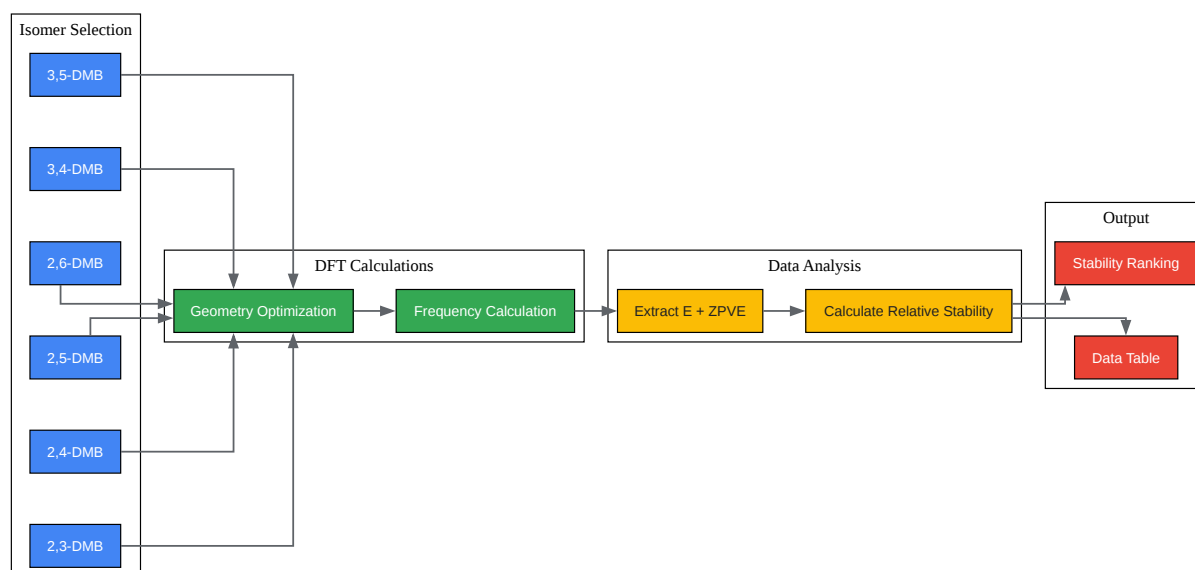 Isomer Selection
3,5-DMB
3,4-DMB
2,6-DMB
2,5-DMB
2,4-DMB
2,3-DMB
DFT Calculations
Geometry Optimization
Frequency Calculation
Data Analysis
Extract E + ZPVE
Calculate Relative Stability
Output
Stability Ranking
Data Table